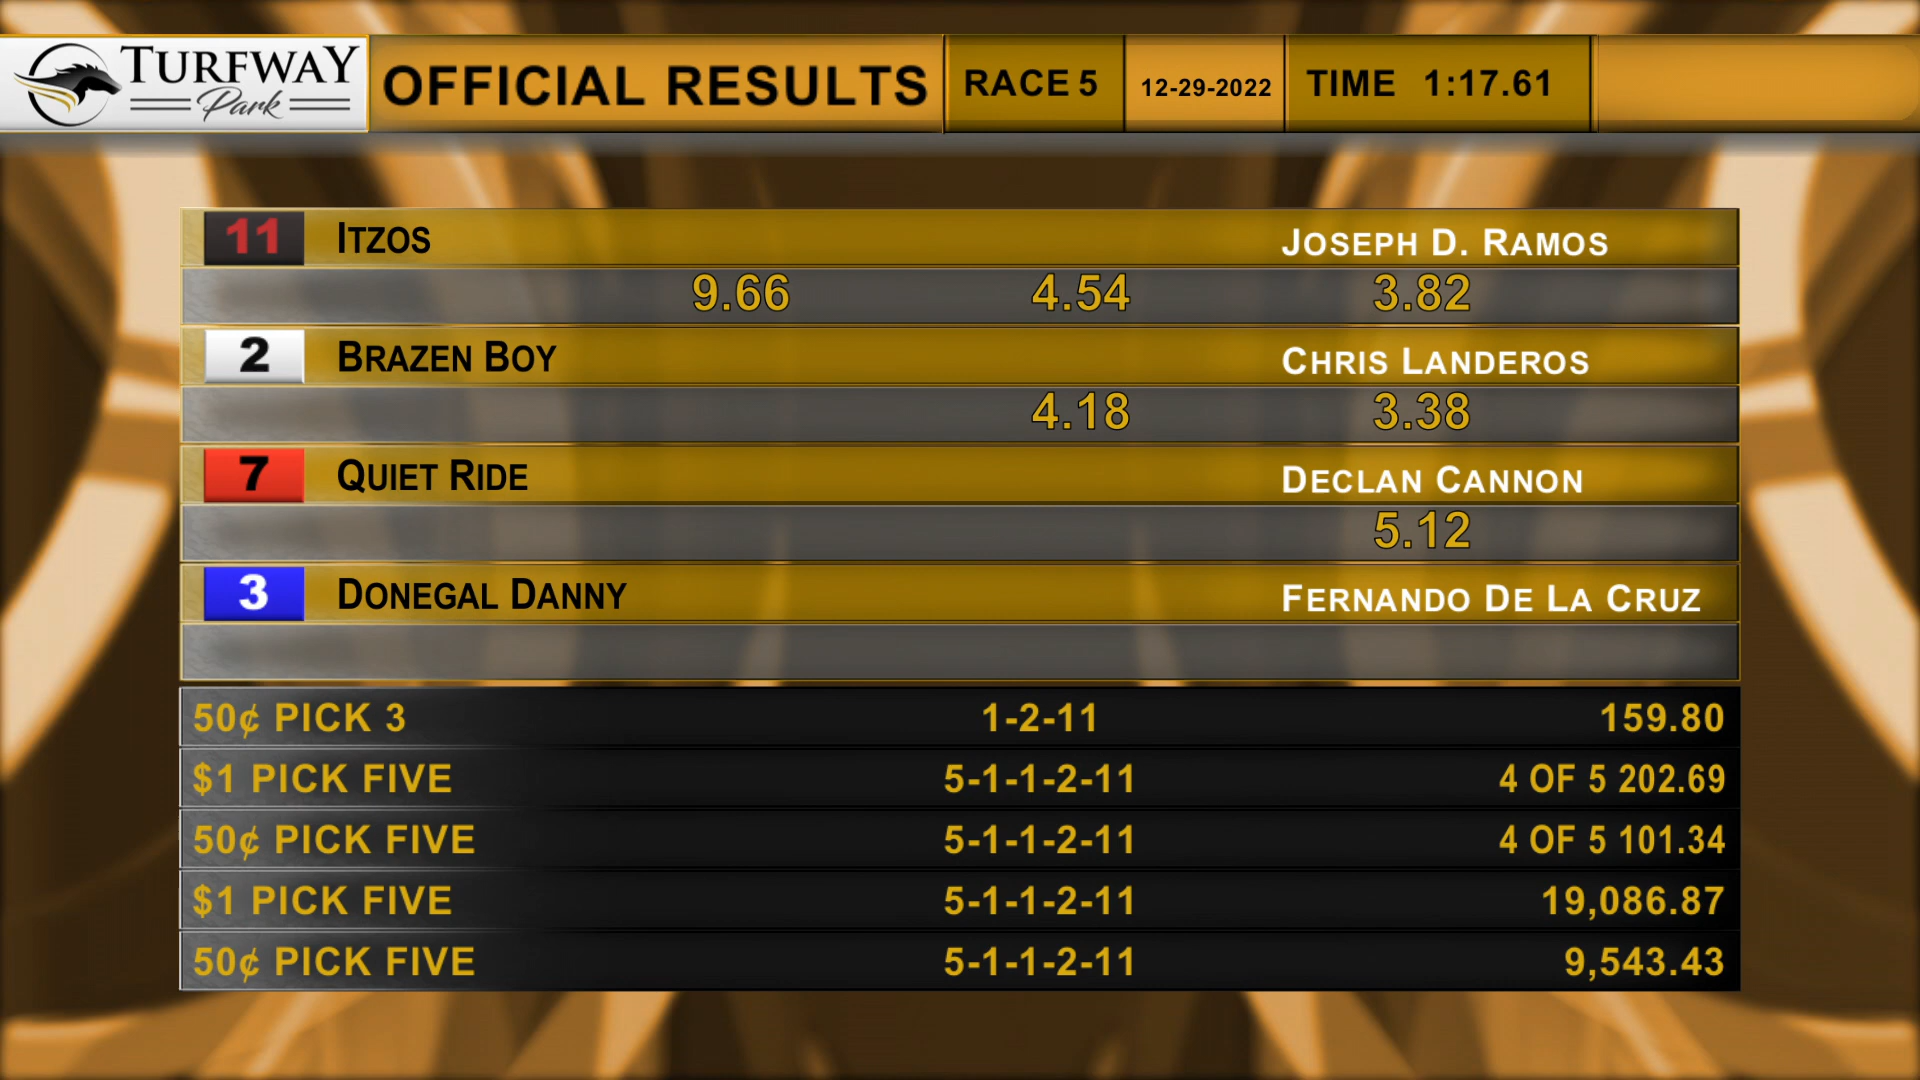 TURFWAY Park
OFFICIAL RESULTS RACE 5 12-29-2022 TIME 1:17.61
11 ITZOS JOSEPH D. RAMOS
9.66 4.54 3.82
2 BRAZEN BOY CHRIS LANDEROS
4.18 3.38
7 QUIET RIDE DECLAN CANNON
5.12
3 DONEGAL DANNY FERNANDO DE LA CRUZ
50¢ PICK 3 1-2-11 159.80
$1 PICK FIVE 5-1-1-2-11 4 OF 5 202.69
50¢ PICK FIVE 5-1-1-2-11 4 OF 5 101.34
$1 PICK FIVE 5-1-1-2-11 19,086.87
50¢ PICK FIVE 5-1-1-2-11 9,543.43